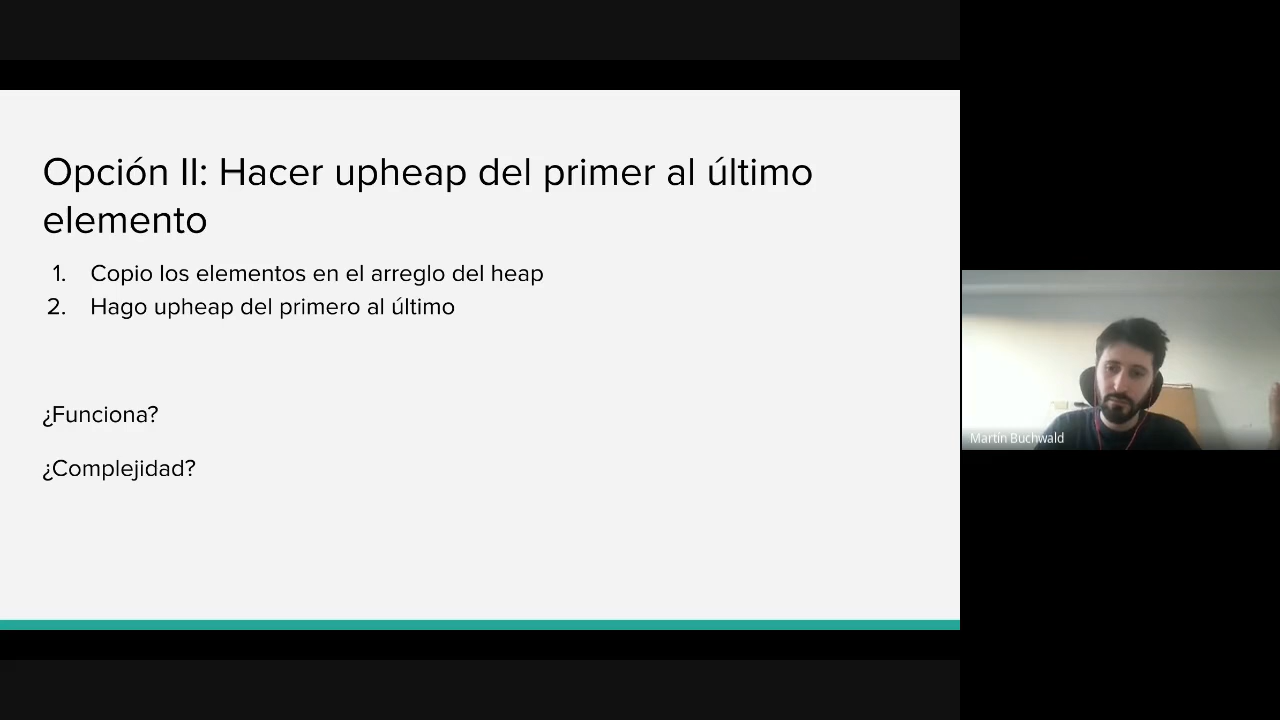 Opción II: Hacer upheap del primer al último
elemento
1. Copio los elementos en el arreglo del heap
2. Hago upheap del primero al último
¿Funciona?
¿Complejidad?
Martín Buchwald